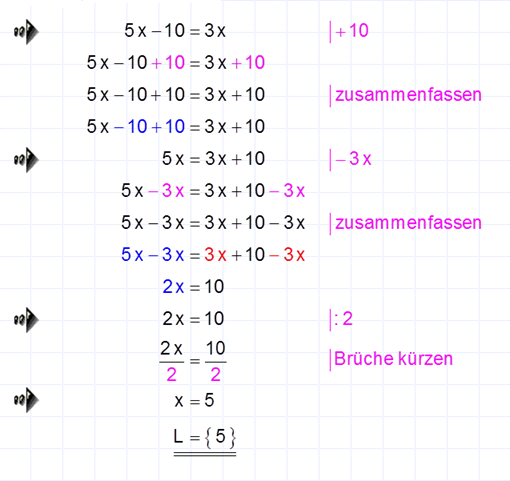 5x − 10 = 3x | + 10
5x − 10 + 10 = 3x + 10
5x − 10 + 10 = 3x + 10 | zusammenfassen
5x − 10 + 10 = 3x + 10
5x = 3x + 10 | − 3x
5x − 3x = 3x + 10 − 3x
5x − 3x = 3x + 10 − 3x | zusammenfassen
5x − 3x = 3x + 10 − 3x
2x = 10
2x = 10 | : 2
2x/2 = 10/2 | Brüche kürzen
x = 5
L = {5}